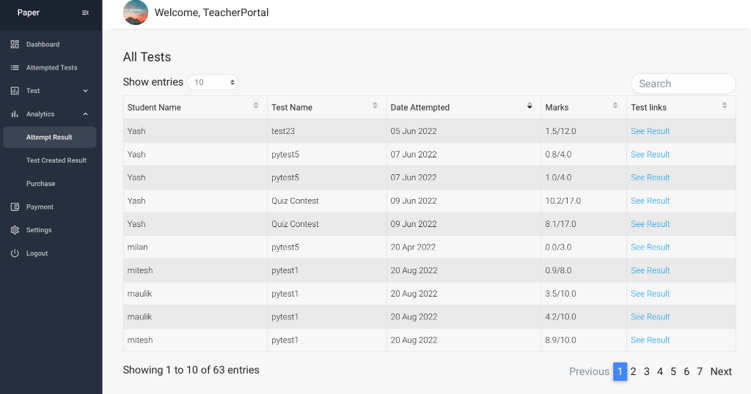 Paper
Welcome, TeacherPortal
Dashboard
Attempted Tests
Test
Analytics
Attempt Result
Test Created Result
Purchase
Payment
Settings
Logout
All Tests
Show entries 10
Search
Student Name Test Name Date Attempted Marks Test links
Yash test23 05 Jun 2022 1.5/12.0 See Result
Yash pytest5 07 Jun 2022 0.8/4.0 See Result
Yash pytest5 07 Jun 2022 1.0/4.0 See Result
Yash Quiz Contest 09 Jun 2022 10.2/17.0 See Result
Yash Quiz Contest 09 Jun 2022 8.1/17.0 See Result
milan pytest5 20 Apr 2022 0.0/3.0 See Result
mitesh pytest1 20 Aug 2022 0.9/8.0 See Result
maulik pytest1 20 Aug 2022 3.5/10.0 See Result
maulik pytest1 20 Aug 2022 4.2/10.0 See Result
mitesh pytest1 20 Aug 2022 8.9/10.0 See Result
Showing 1 to 10 of 63 entries
Previous 1 2 3 4 5 6 7 Next